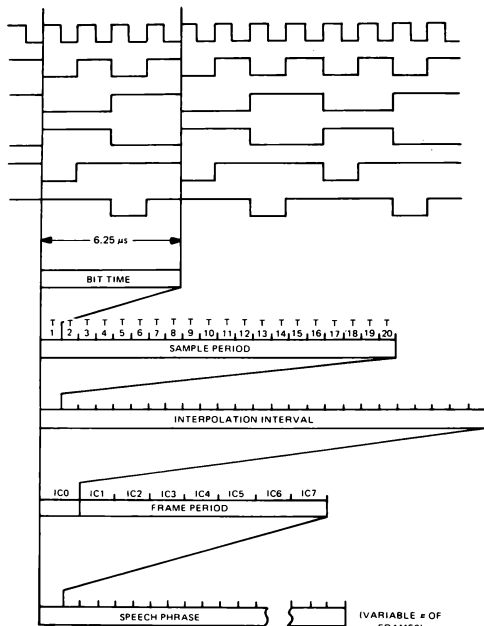 6.25 µs
BIT TIME
T T T T T T T T T T T T T T T T T T T T
1 2 3 4 5 6 7 8 9 10 11 12 13 14 15 16 17 18 19 20
SAMPLE PERIOD
INTERPOLATION INTERVAL
IC0 IC1 IC2 IC3 IC4 IC5 IC6 IC7
FRAME PERIOD
SPEECH PHRASE
(VARIABLE # OF
FRAMES)